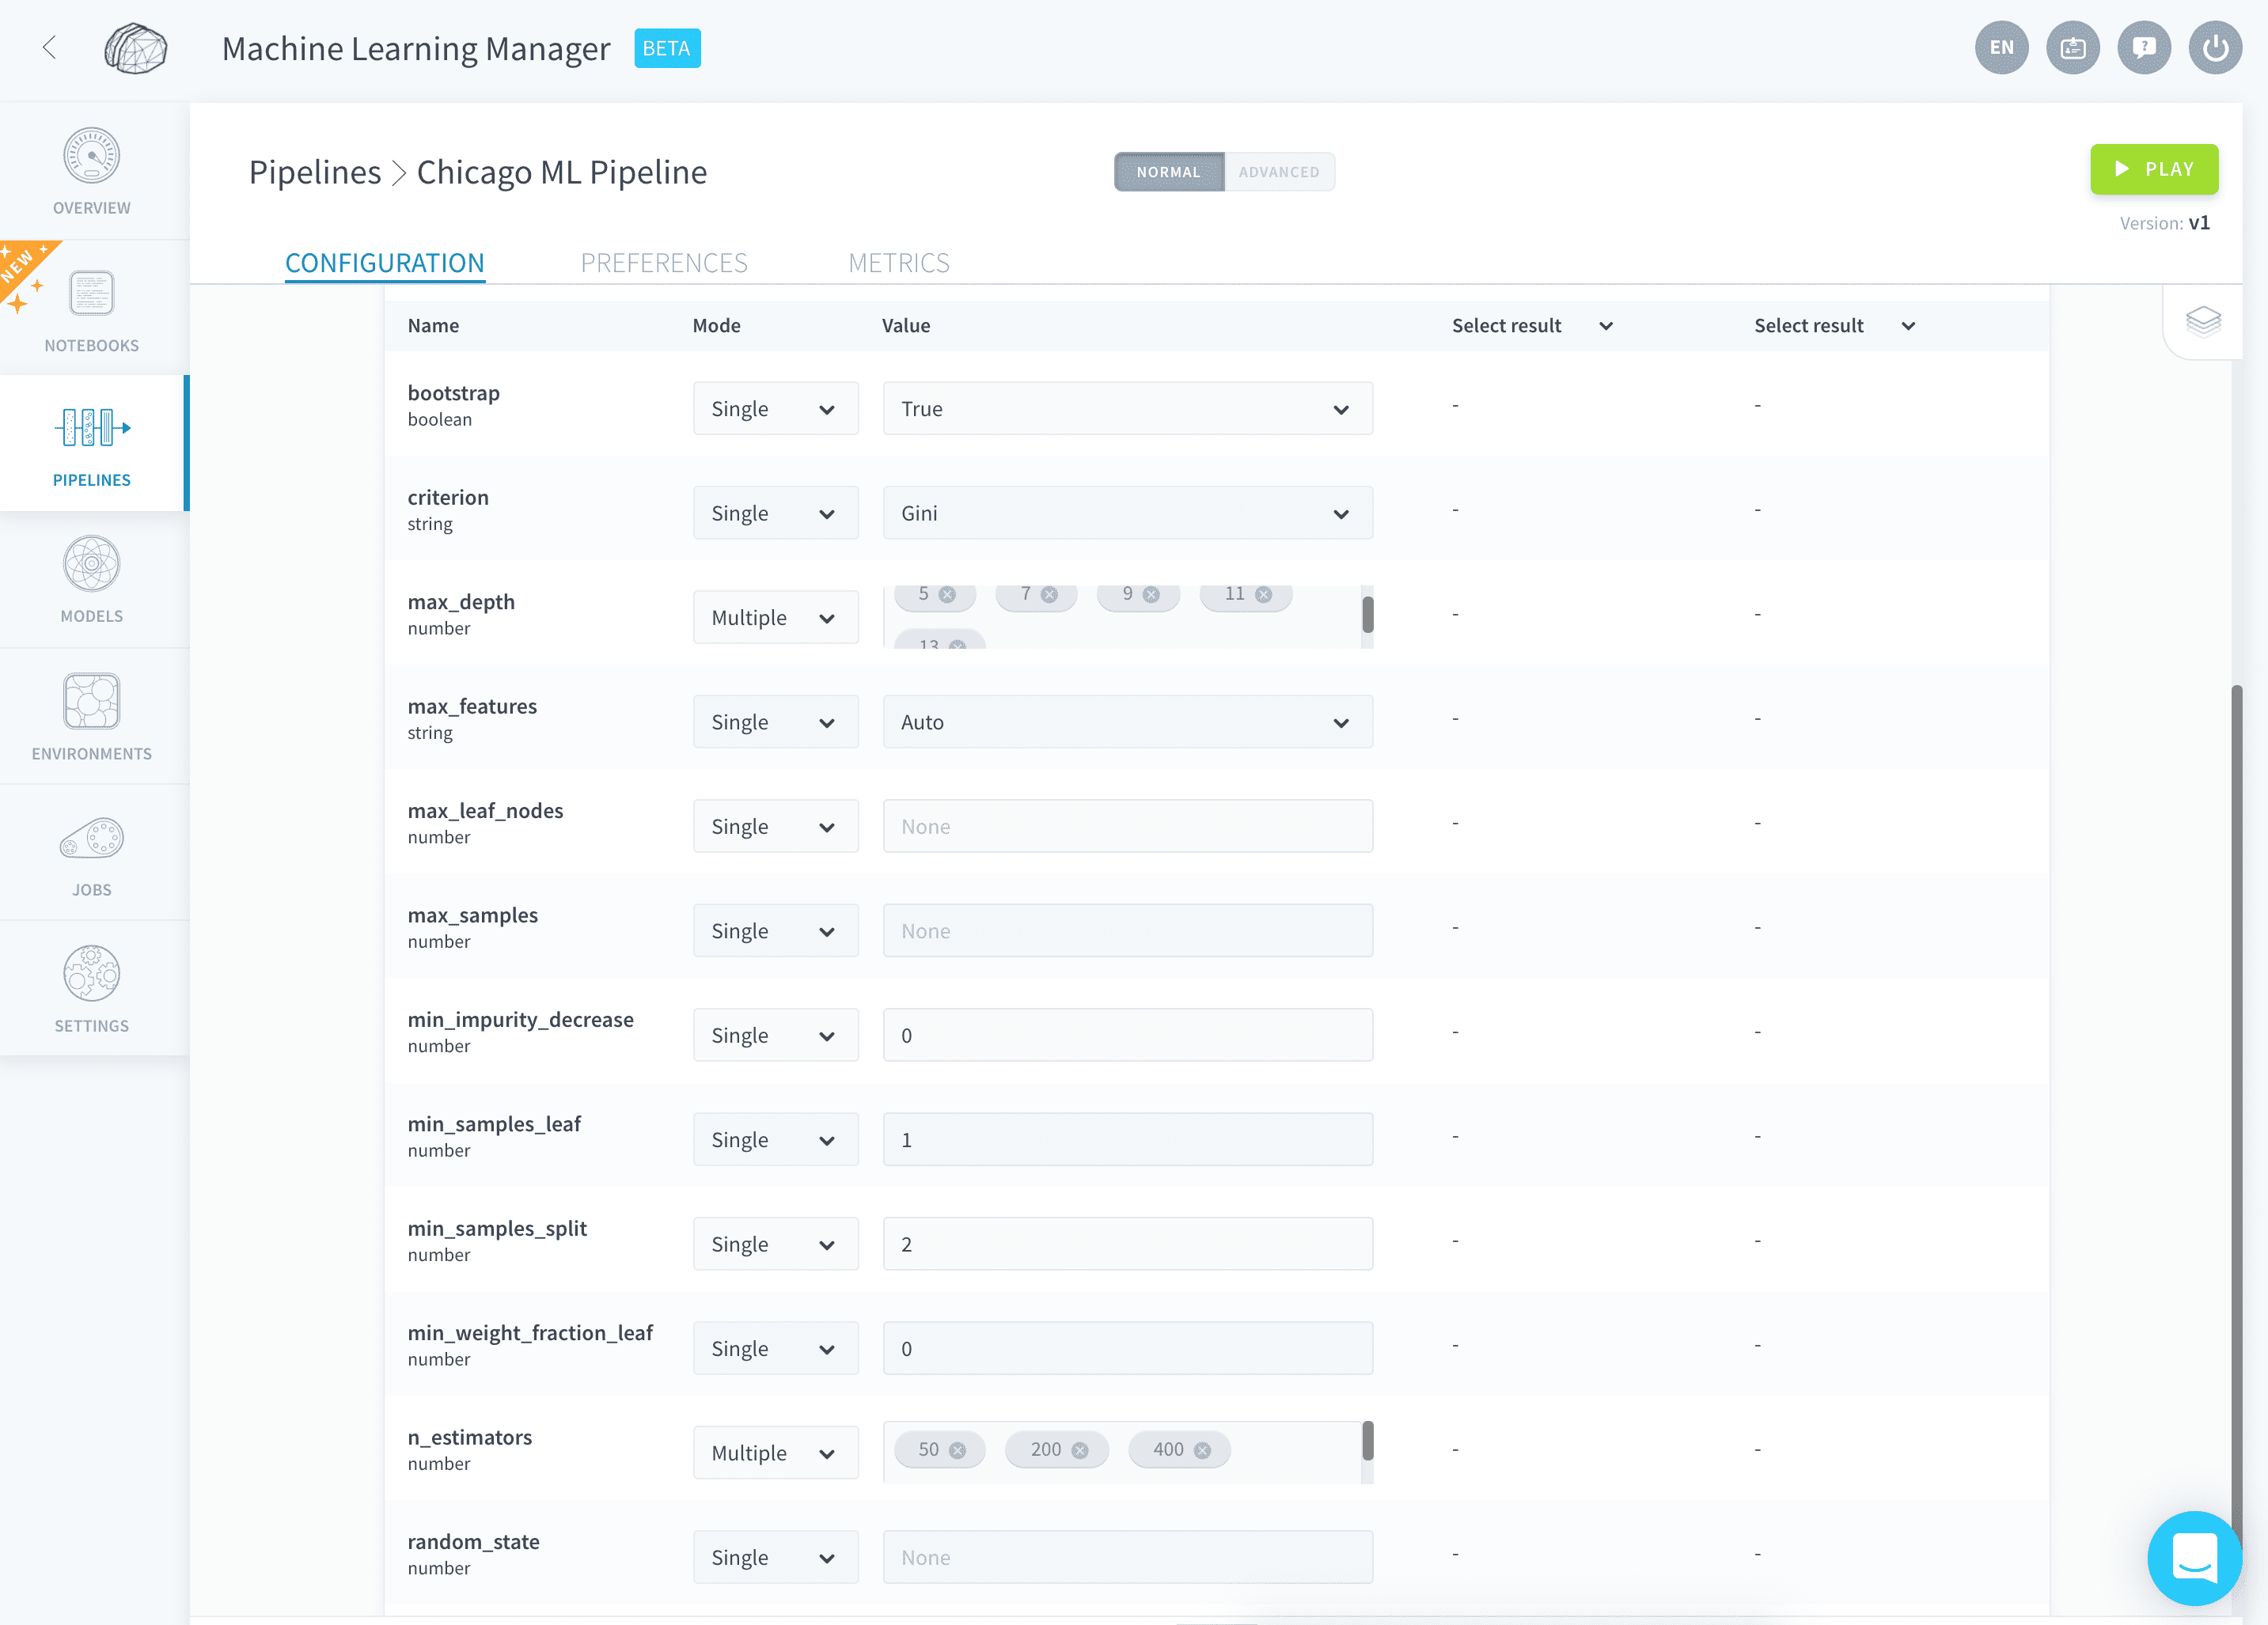 Machine Learning Manager BETA
EN
Pipelines > Chicago ML Pipeline
NORMAL ADVANCED
PLAY
Version: v1
OVERVIEW
NEW
NOTEBOOKS
PIPELINES
MODELS
ENVIRONMENTS
JOBS
SETTINGS
CONFIGURATION PREFERENCES METRICS
Name Mode Value Select result Select result
bootstrap
boolean
Single True - -
criterion
string
Single Gini - -
max_depth
number
Multiple 5 7 9 11 - -
13
max_features
string
Single Auto - -
max_leaf_nodes
number
Single None - -
max_samples
number
Single None - -
min_impurity_decrease
number
Single 0 - -
min_samples_leaf
number
Single 1 - -
min_samples_split
number
Single 2 - -
min_weight_fraction_leaf
number
Single 0 - -
n_estimators
number
Multiple 50 200 400 - -
random_state
number
Single None - -